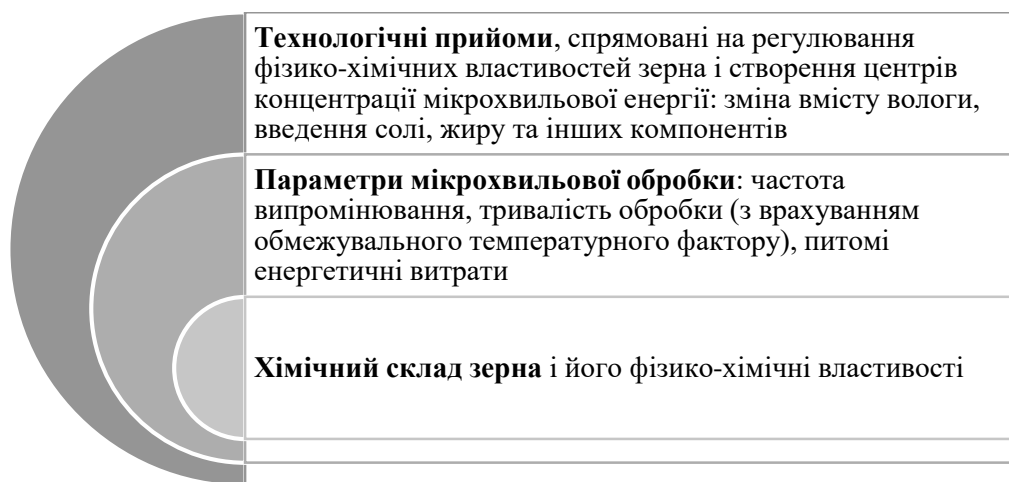 Технологічні прийоми, спрямовані на регулювання
фізико-хімічних властивостей зерна і створення центрів
концентрації мікрохвильової енергії: зміна вмісту вологи,
введення солі, жиру та інших компонентів
Параметри мікрохвильової обробки: частота
випромінювання, тривалість обробки (з врахуванням
обмежувального температурного фактору), питомі
енергетичні витрати
Хімічний склад зерна і його фізико-хімічні властивості